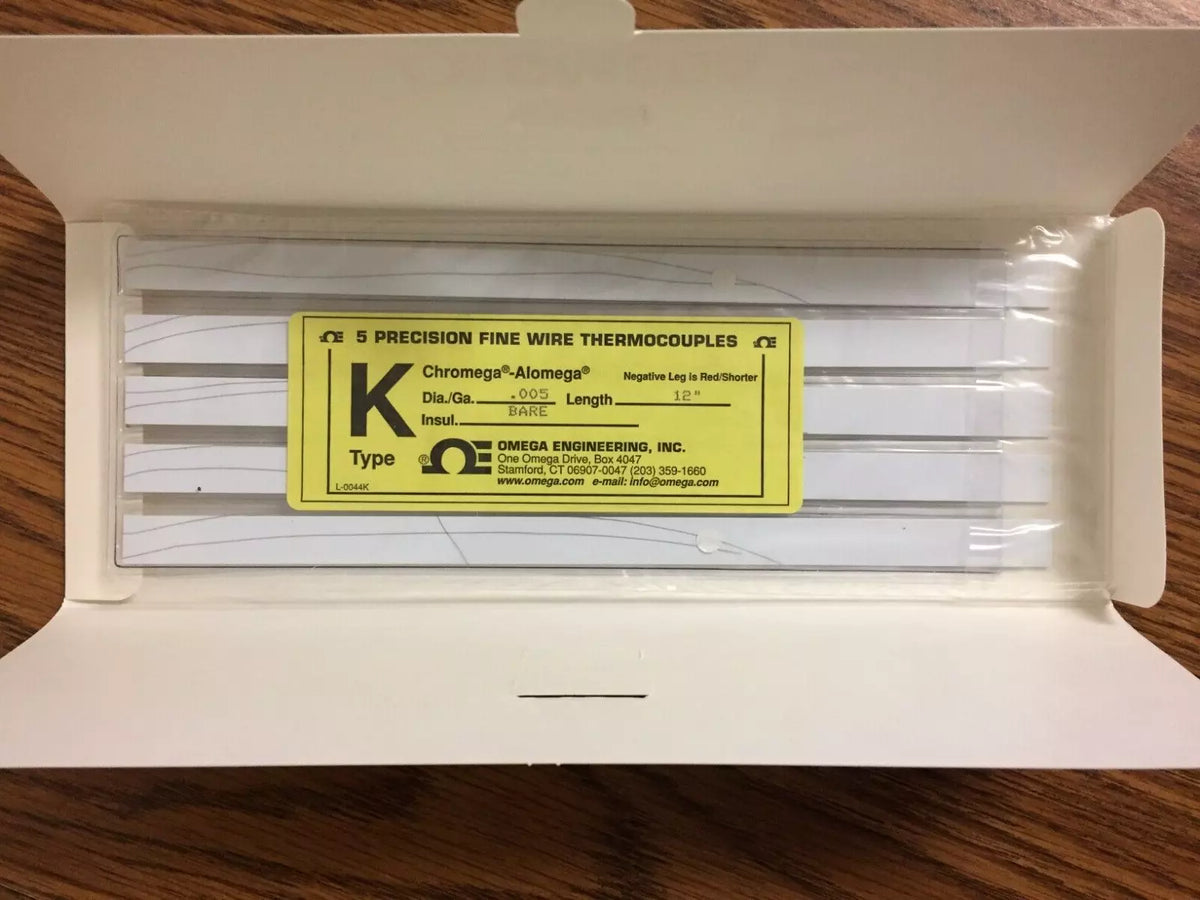 5 PRECISION FINE WIRE THERMOCOUPLES
K
Type
Chromega®-Alomega®
Negative Leg is Red/Shorter
Dia./Ga. .005 Length 12"
Insul. BARE
® OMEGA ENGINEERING, INC.
One Omega Drive, Box 4047
Stamford, CT 06907-0047 (203) 359-1660
www.omega.com e-mail: info@omega.com
L-0044K